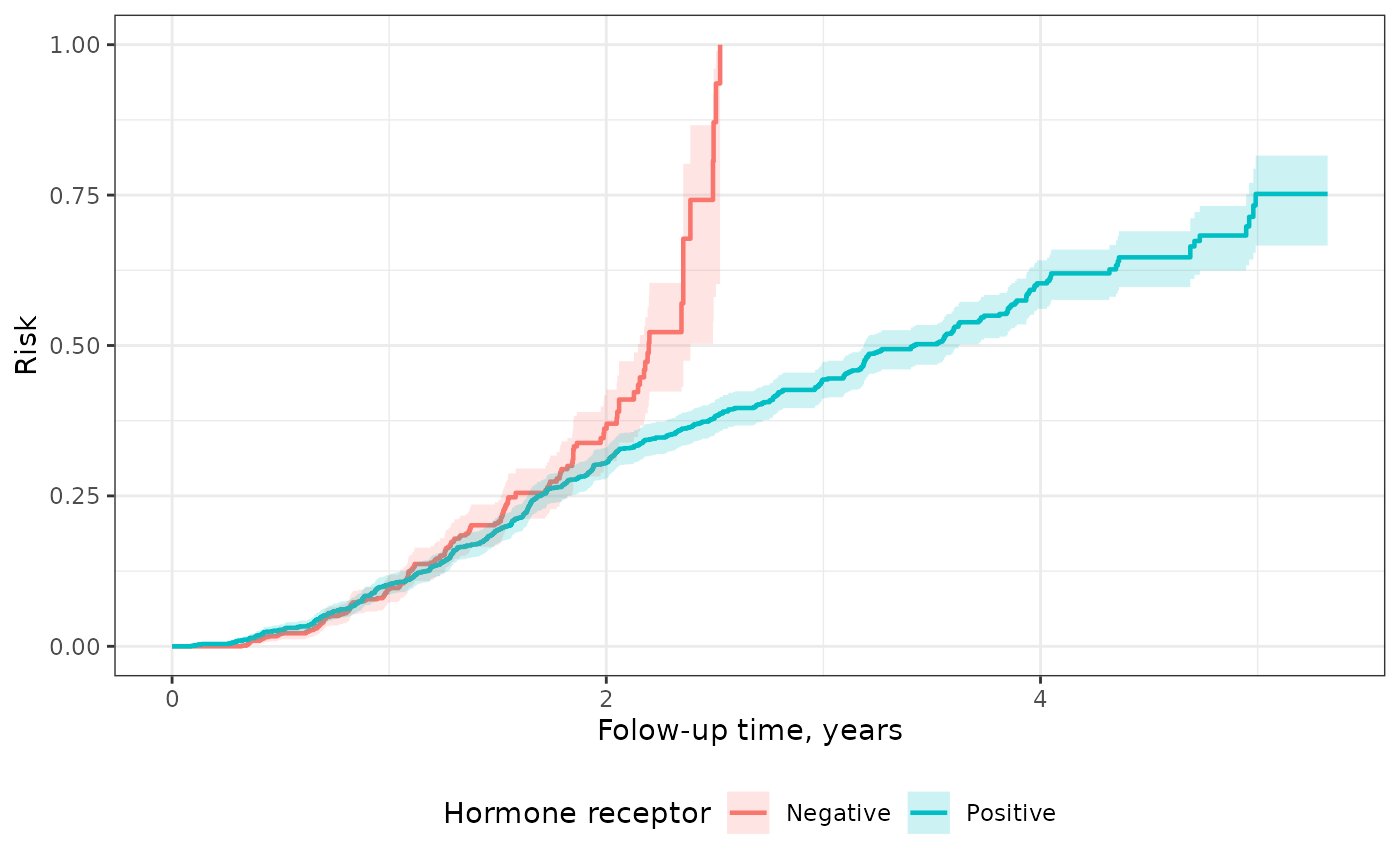 1.00
0.75
0.50
0.25
0.00
Risk
0 2 4
Folow-up time, years
Hormone receptor Negative Positive